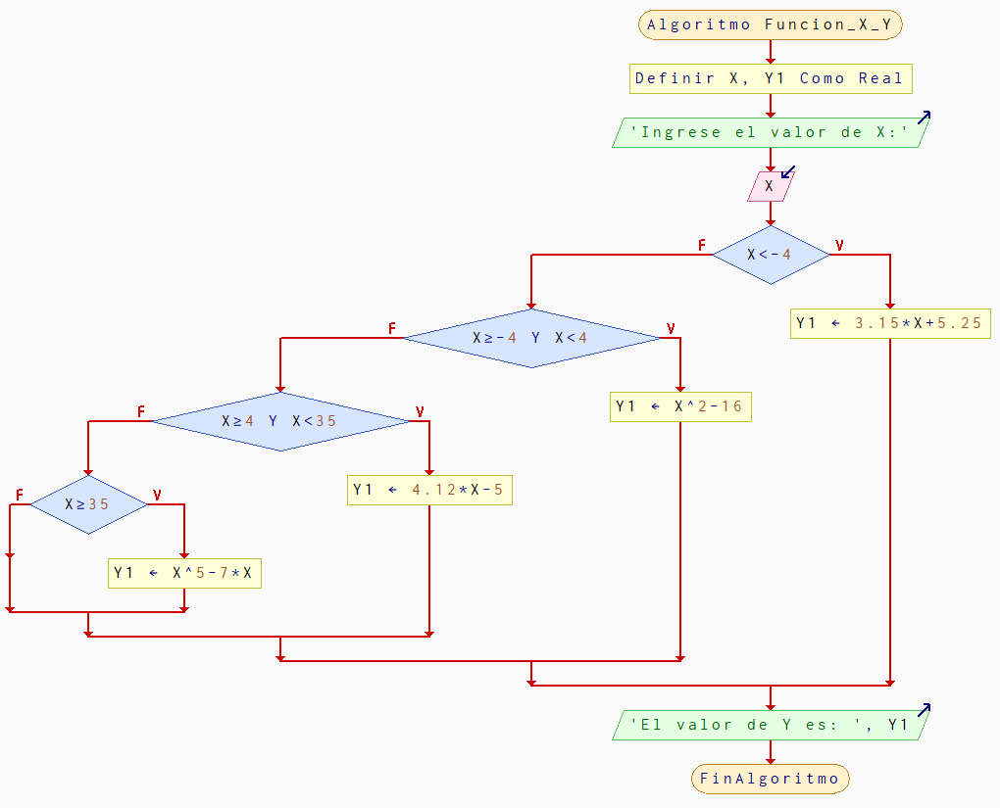 Algoritmo Funcion_X_Y
Definir X, Y1 Como Real
'Ingrese el valor de X:'
X
F
X<-4
V
F
X≥-4 Y X<4
V
Y1 ← 3.15*X+5.25
F
X≥4 Y X<35
V
Y1 ← X^2-16
F
X≥35
V
Y1 ← 4.12*X-5
Y1 ← X^5-7*X
'El valor de Y es: ', Y1
FinAlgoritmo